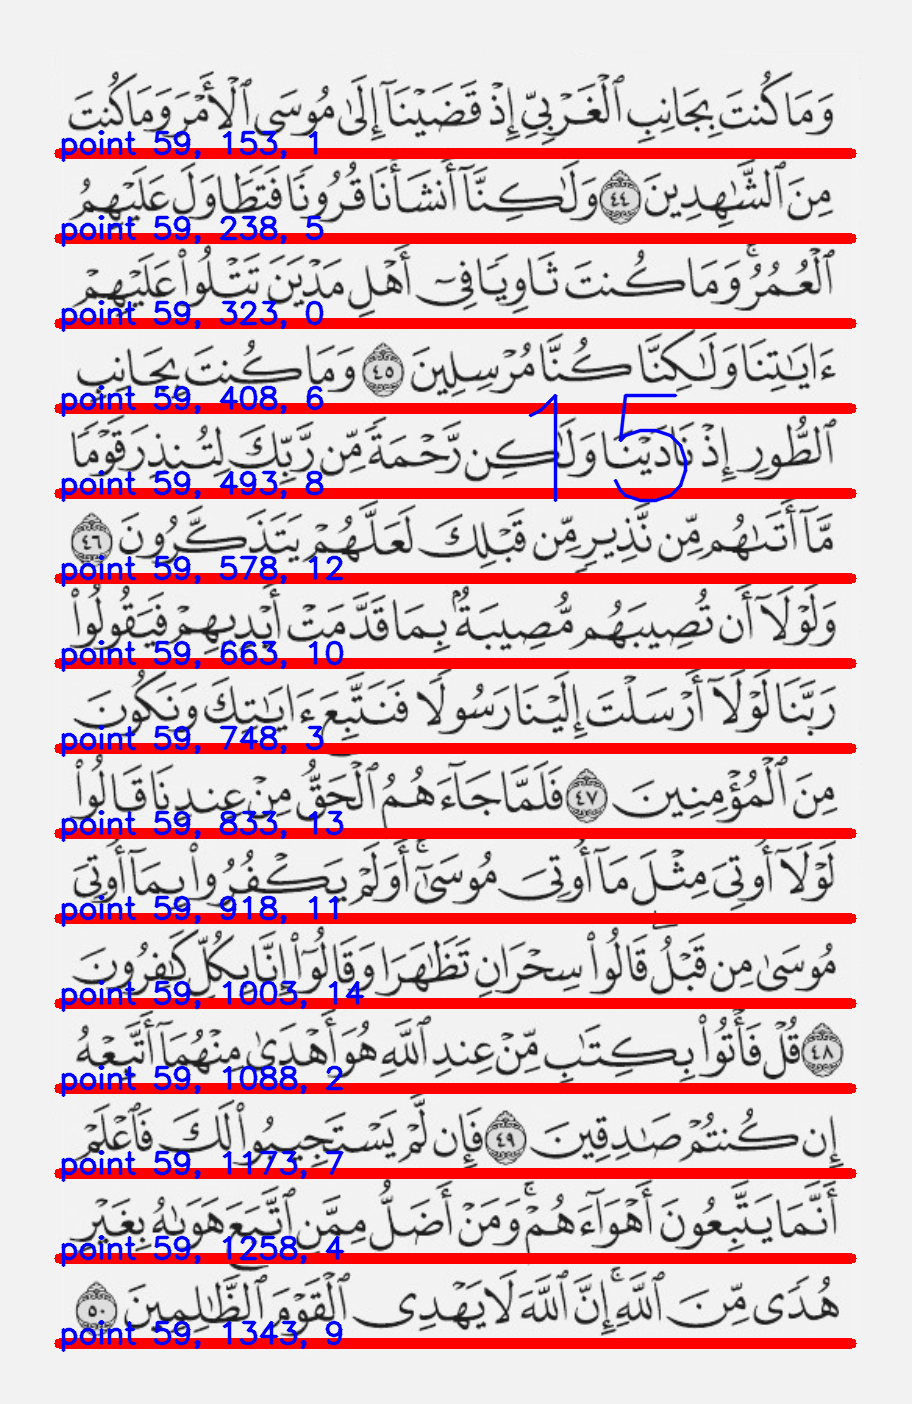 وَمَا كُنتَ بِجَانِبِ ٱلْغَرْبِيِّ إِذْ قَضَيْنَآ إِلَىٰ مُوسَى ٱلْأَمْرَ وَمَا كُنتَ
point 59, 153, 1
مِنَ ٱلشَّٰهِدِينَ ٤٤ وَلَٰكِنَّآ أَنشَأْنَا قُرُونًا فَتَطَاوَلَ عَلَيْهِمُ
point 59, 238, 5
ٱلْعُمُرُ ۚ وَمَا كُنتَ ثَاوِيًا فِىٓ أَهْلِ مَدْيَنَ تَتْلُوا۟ عَلَيْهِمْ
point 59, 323, 0
ءَايَٰتِنَا وَلَٰكِنَّا كُنَّا مُرْسِلِينَ ٤٥ وَمَا كُنتَ بِجَانِبِ
point 59, 408, 6
15
ٱلطُّورِ إِذْ نَادَيْنَا وَلَٰكِن رَّحْمَةً مِّن رَّبِّكَ لِتُنذِرَ قَوْمًا
point 59, 493, 8
مَّآ أَتَىٰهُم مِّن نَّذِيرٍ مِّن قَبْلِكَ لَعَلَّهُمْ يَتَذَكَّرُونَ ٤٦
point 59, 578, 12
وَلَوْلَآ أَن تُصِيبَهُم مُّصِيبَةٌۢ بِمَا قَدَّمَتْ أَيْدِيهِمْ فَيَقُولُوا۟
point 59, 663, 10
رَبَّنَا لَوْلَآ أَرْسَلْتَ إِلَيْنَا رَسُولًا فَنَتَّبِعَ ءَايَٰتِكَ وَنَكُونَ
point 59, 748, 3
مِنَ ٱلْمُؤْمِنِينَ ٤٧ فَلَمَّا جَآءَهُمُ ٱلْحَقُّ مِنْ عِندِنَا قَالُوا۟
point 59, 833, 13
لَوْلَآ أُوتِىَ مِثْلَ مَآ أُوتِىَ مُوسَىٰٓ ۚ أَوَلَمْ يَكْفُرُوا۟ بِمَآ أُوتِىَ
point 59, 918, 11
مُوسَىٰ مِن قَبْلُ ۖ قَالُوا۟ سِحْرَانِ تَظَٰهَرَا وَقَالُوٓا۟ إِنَّا بِكُلٍّ كَٰفِرُونَ
point 59, 1003, 14
٤٨ قُلْ فَأْتُوا۟ بِكِتَٰبٍ مِّنْ عِندِ ٱللَّهِ هُوَ أَهْدَىٰ مِنْهُمَآ أَتَّبِعْهُ
point 59, 1088, 2
إِن كُنتُمْ صَٰدِقِينَ ٤٩ فَإِن لَّمْ يَسْتَجِيبُوا۟ لَكَ فَٱعْلَمْ
point 59, 1173, 7
أَنَّمَا يَتَّبِعُونَ أَهْوَآءَهُمْ ۚ وَمَنْ أَضَلُّ مِمَّنِ ٱتَّبَعَ هَوَىٰهُ بِغَيْرِ
point 59, 1258, 4
هُدًى مِّنَ ٱللَّهِ ۚ إِنَّ ٱللَّهَ لَا يَهْدِى ٱلْقَوْمَ ٱلظَّٰلِمِينَ ٥٠
point 59, 1343, 9